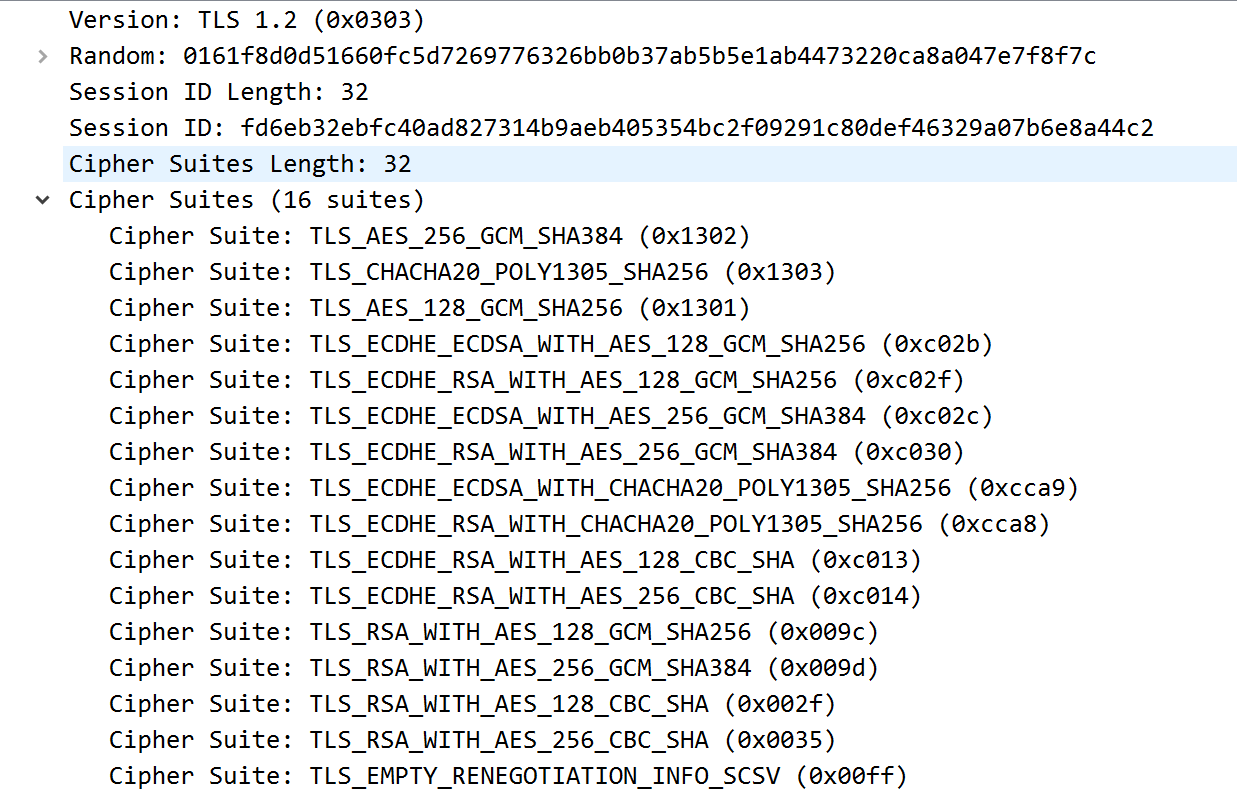 Version: TLS 1.2 (0x0303)
Random: 0161f8d0d51660fc5d7269776326bb0b37ab5b5e1ab4473220ca8a047e7f8f7c
Session ID Length: 32
Session ID: fd6eb32ebfc40ad827314b9aeb405354bc2f09291c80def46329a07b6e8a44c2
Cipher Suites Length: 32
Cipher Suites (16 suites)
Cipher Suite: TLS_AES_256_GCM_SHA384 (0x1302)
Cipher Suite: TLS_CHACHA20_POLY1305_SHA256 (0x1303)
Cipher Suite: TLS_AES_128_GCM_SHA256 (0x1301)
Cipher Suite: TLS_ECDHE_ECDSA_WITH_AES_128_GCM_SHA256 (0xc02b)
Cipher Suite: TLS_ECDHE_RSA_WITH_AES_128_GCM_SHA256 (0xc02f)
Cipher Suite: TLS_ECDHE_ECDSA_WITH_AES_256_GCM_SHA384 (0xc02c)
Cipher Suite: TLS_ECDHE_RSA_WITH_AES_256_GCM_SHA384 (0xc030)
Cipher Suite: TLS_ECDHE_ECDSA_WITH_CHACHA20_POLY1305_SHA256 (0xcca9)
Cipher Suite: TLS_ECDHE_RSA_WITH_CHACHA20_POLY1305_SHA256 (0xcca8)
Cipher Suite: TLS_ECDHE_RSA_WITH_AES_128_CBC_SHA (0xc013)
Cipher Suite: TLS_ECDHE_RSA_WITH_AES_256_CBC_SHA (0xc014)
Cipher Suite: TLS_RSA_WITH_AES_128_GCM_SHA256 (0x009c)
Cipher Suite: TLS_RSA_WITH_AES_256_GCM_SHA384 (0x009d)
Cipher Suite: TLS_RSA_WITH_AES_128_CBC_SHA (0x002f)
Cipher Suite: TLS_RSA_WITH_AES_256_CBC_SHA (0x0035)
Cipher Suite: TLS_EMPTY_RENEGOTIATION_INFO_SCSV (0x00ff)